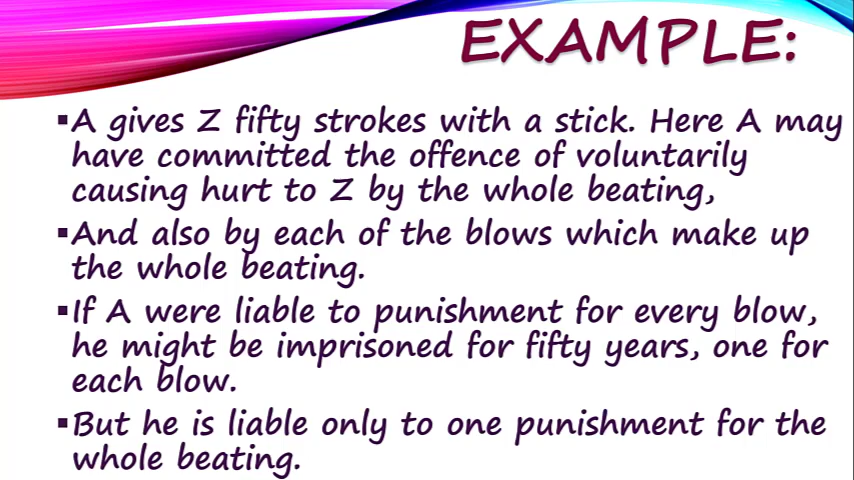 EXAMPLE:
▪A gives Z fifty strokes with a stick. Here A may
have committed the offence of voluntarily
causing hurt to Z by the whole beating,
▪And also by each of the blows which make up
the whole beating.
▪If A were liable to punishment for every blow,
he might be imprisoned for fifty years, one for
each blow.
▪But he is liable only to one punishment for the
whole beating.